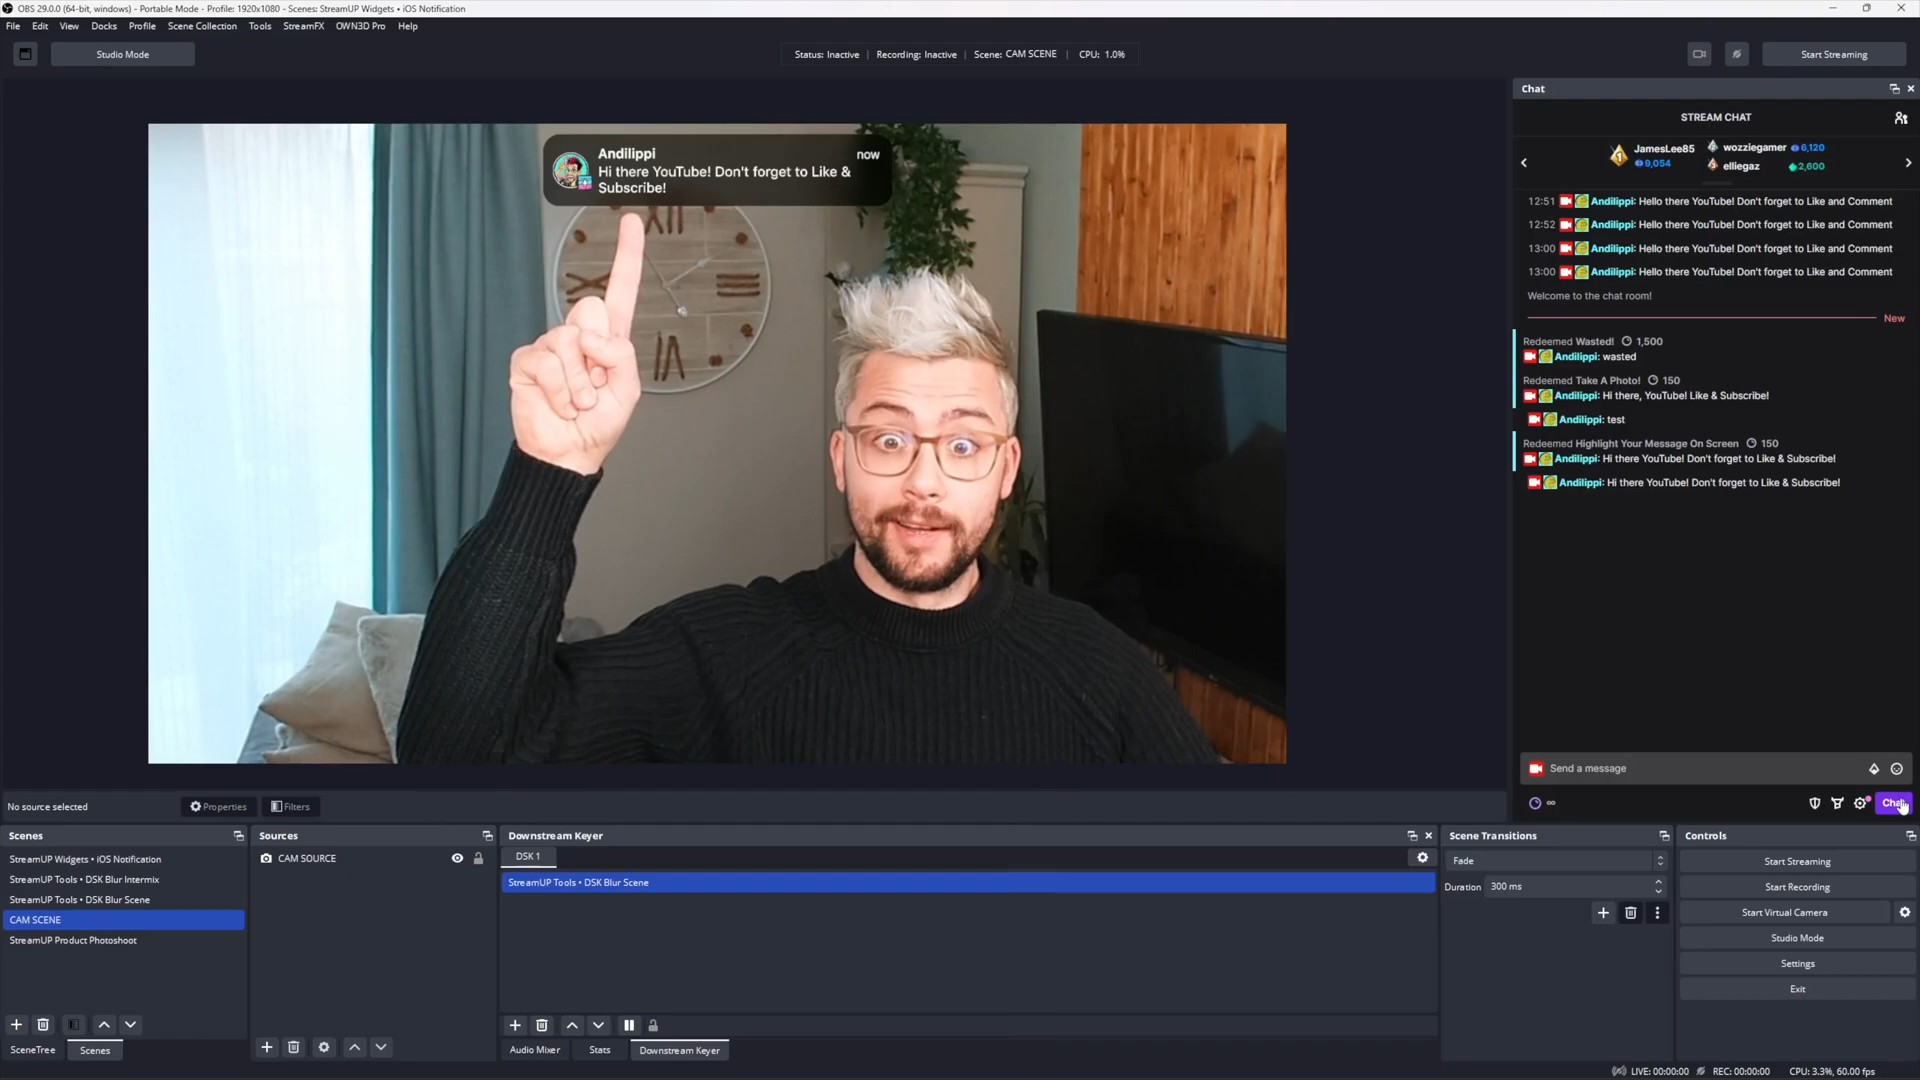 OBS 29.0.0 (64-bit, windows) - Portable Mode - Profile: 1920x1080 - Scenes: StreamUP Widgets • iOS Notification
File Edit View Docks Profile Scene Collection Tools StreamFX OWN3D Pro Help
Studio Mode
Status: Inactive Recording: Inactive Scene: CAM SCENE CPU: 1.0%
Start Streaming
Chat
STREAM CHAT
1 JamesLee85 9,054
wozziegamer 6,120
elliegaz 2,600
12:51 Andilippi: Hello there YouTube! Don't forget to Like and Comment
12:52 Andilippi: Hello there YouTube! Don't forget to Like and Comment
13:00 Andilippi: Hello there YouTube! Don't forget to Like and Comment
13:00 Andilippi: Hello there YouTube! Don't forget to Like and Comment
Welcome to the chat room!
New
Redeemed Wasted! 1,500
Andilippi: wasted
Redeemed Take A Photo! 150
Andilippi: Hi there, YouTube! Like & Subscribe!
Andilippi: test
Redeemed Highlight Your Message On Screen 150
Andilippi: Hi there YouTube! Don't forget to Like & Subscribe!
Andilippi: Hi there YouTube! Don't forget to Like & Subscribe!
Send a message
∞
Chat
Andilippi now
Hi there YouTube! Don't forget to Like &
Subscribe!
XII
III
VI
No source selected Properties Filters
Scenes
StreamUP Widgets • iOS Notification
StreamUP Tools • DSK Blur Intermix
StreamUP Tools • DSK Blur Scene
CAM SCENE
StreamUP Product Photoshoot
SceneTree Scenes
Sources
CAM SOURCE
Downstream Keyer
DSK 1
StreamUP Tools • DSK Blur Scene
Audio Mixer Stats Downstream Keyer
Scene Transitions
Fade
Duration 300 ms
Controls
Start Streaming
Start Recording
Start Virtual Camera
Studio Mode
Settings
Exit
LIVE: 00:00:00 REC: 00:00:00 CPU: 3.3%, 60.00 fps